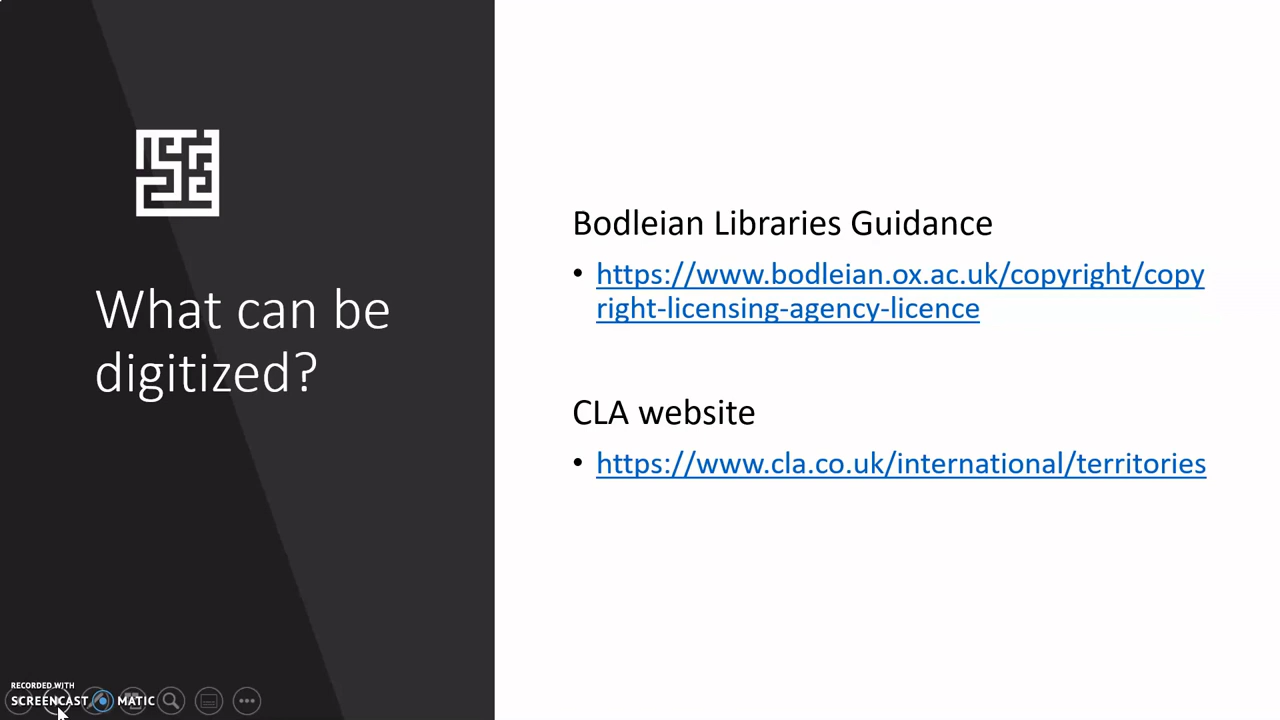 What can be
digitized?
Bodleian Libraries Guidance
• https://www.bodleian.ox.ac.uk/copyright/copy
right-licensing-agency-licence
CLA website
• https://www.cla.co.uk/international/territories
RECORDED WITH
SCREENCAST MATIC